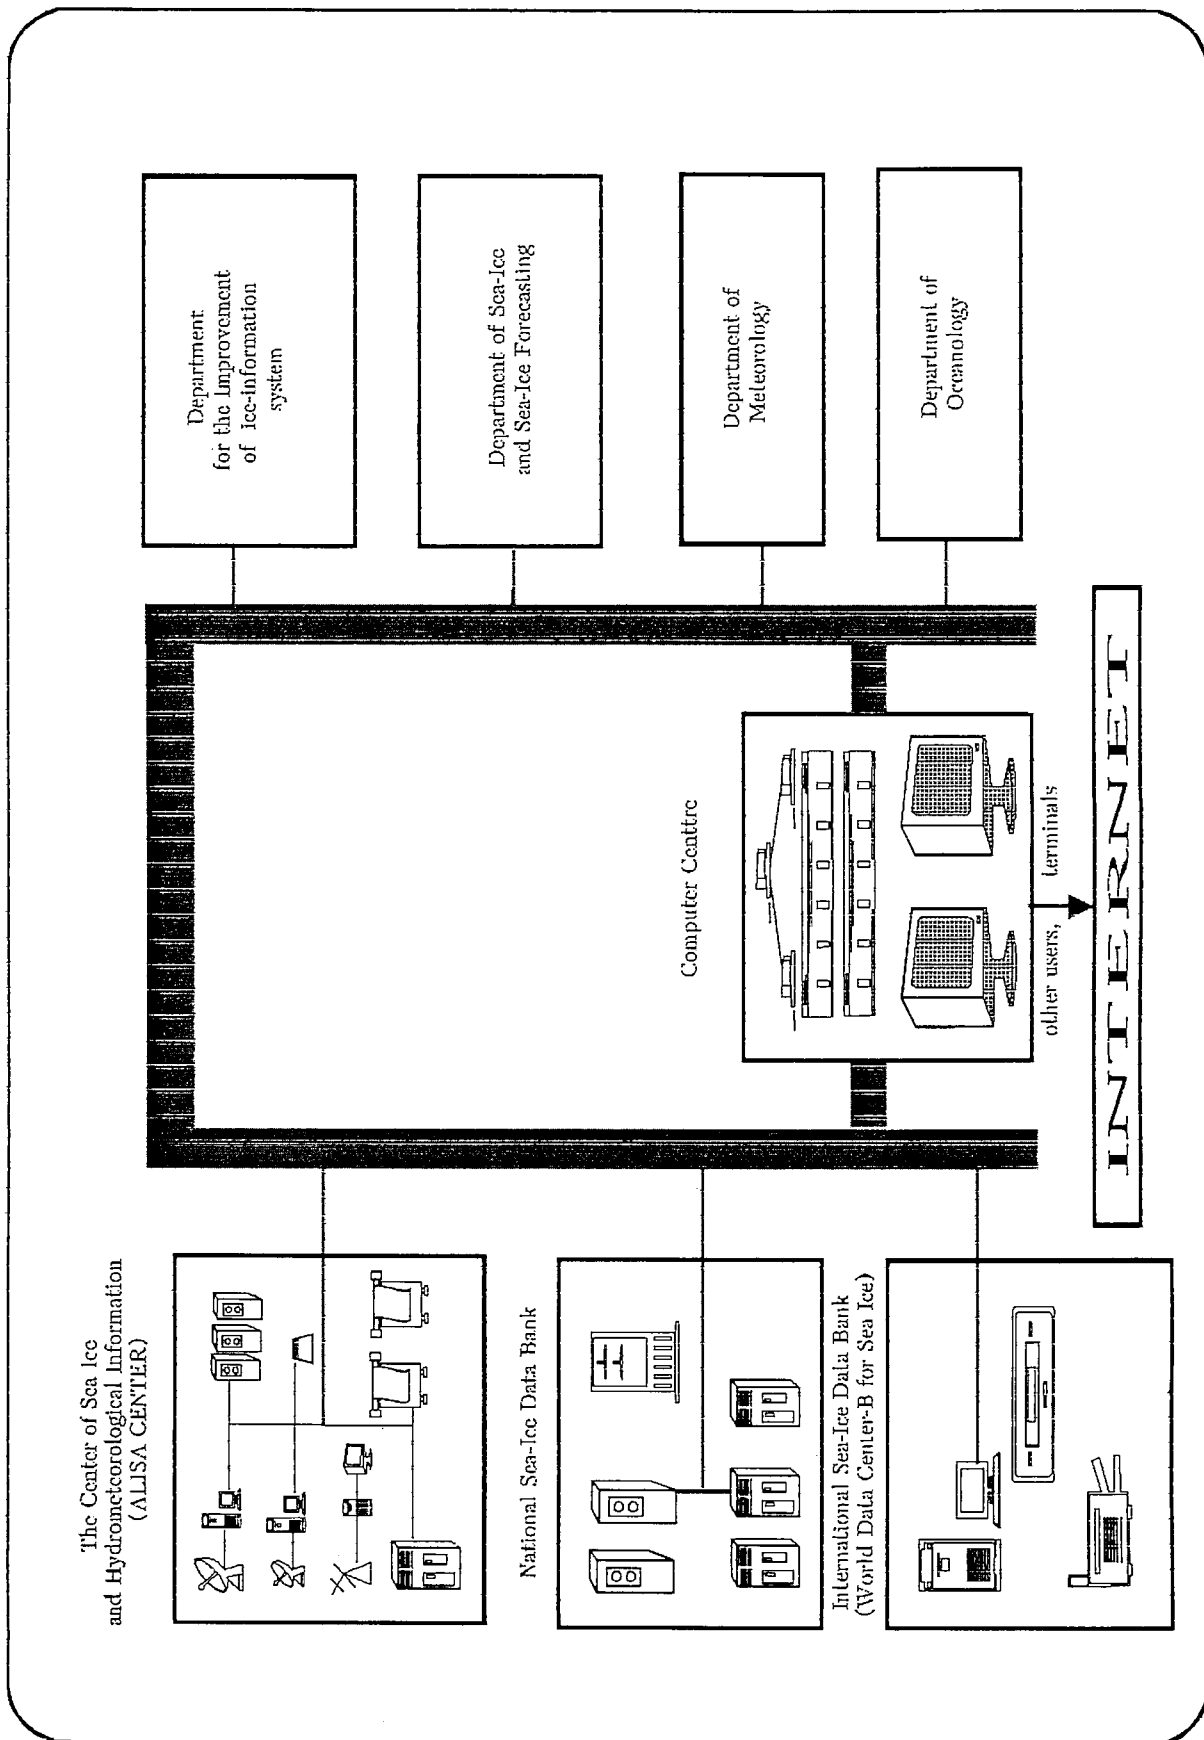 The Center of Sea Ice
and Hydrometeorological Information
(ALISA CENTER)
National Sea-Ice Data Bank
International Sea-Ice Data Bank
(World Data Center-B for Sea Ice)
Computer Centtre
other users, terminals
INTERNET
Department
for the Improvement
of ice-information
system
Department of Sea-Ice
and Sea-Ice Forecasting
Department of
Meteorology
Department of
Oceanology